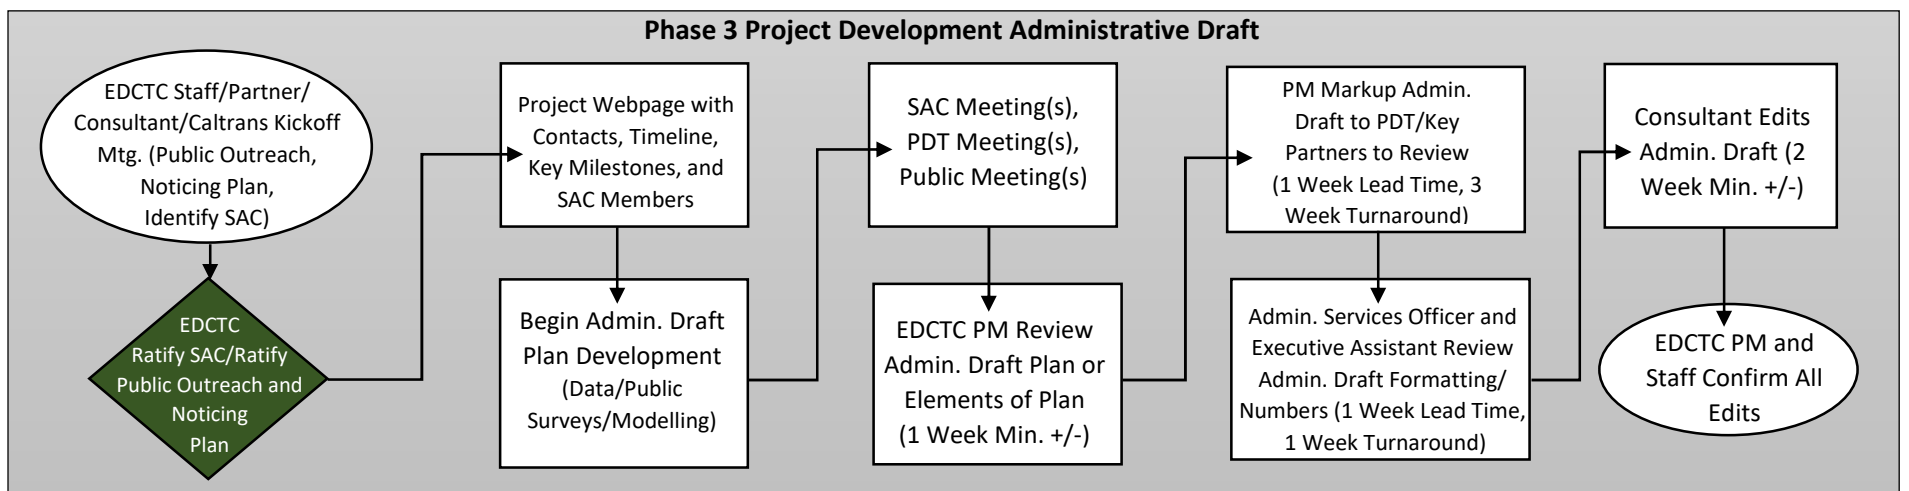 Phase 3 Project Development Administrative Draft
EDCTC Staff/Partner/
Consultant/Caltrans Kickoff
Mtg. (Public Outreach,
Noticing Plan,
Identify SAC)
EDCTC
Ratify SAC/Ratify
Public Outreach and
Noticing
Plan
Project Webpage with
Contacts, Timeline,
Key Milestones, and
SAC Members
Begin Admin. Draft
Plan Development
(Data/Public
Surveys/Modelling)
SAC Meeting(s),
PDT Meeting(s),
Public Meeting(s)
EDCTC PM Review
Admin. Draft Plan or
Elements of Plan
(1 Week Min. +/-)
PM Markup Admin.
Draft to PDT/Key
Partners to Review
(1 Week Lead Time, 3
Week Turnaround)
Admin. Services Officer and
Executive Assistant Review
Admin. Draft Formatting/
Numbers (1 Week Lead Time,
1 Week Turnaround)
Consultant Edits
Admin. Draft (2
Week Min. +/-)
EDCTC PM and
Staff Confirm All
Edits